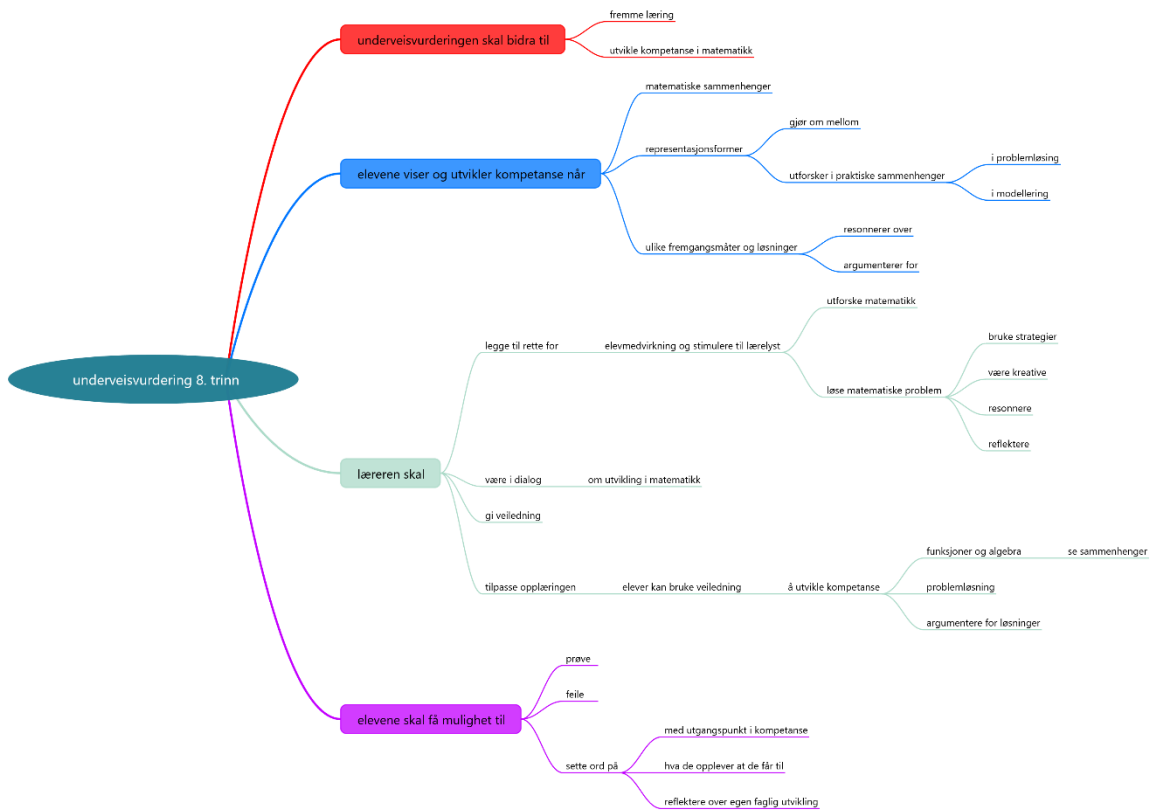 underveisvurdering 8. trinn
underveisvurderingen skal bidra til
fremme læring
utvikle kompetanse i matematikk
elevene viser og utvikler kompetanse når
matematiske sammenhenger
representasjonsformer
gjør om mellom
utforsker i praktiske sammenhenger
i problemløsing
i modellering
ulike fremgangsmåter og løsninger
resonnerer over
argumenterer for
læreren skal
legge til rette for
elevmedvirkning og stimulere til lærelyst
utforske matematikk
løse matematiske problem
bruke strategier
være kreative
resonnere
reflektere
være i dialog
om utvikling i matematikk
gi veiledning
tilpasse opplæringen
elever kan bruke veiledning
å utvikle kompetanse
funksjoner og algebra
se sammenhenger
problemløsning
argumentere for løsninger
elevene skal få mulighet til
prøve
feile
sette ord på
med utgangspunkt i kompetanse
hva de opplever at de får til
reflektere over egen faglig utvikling